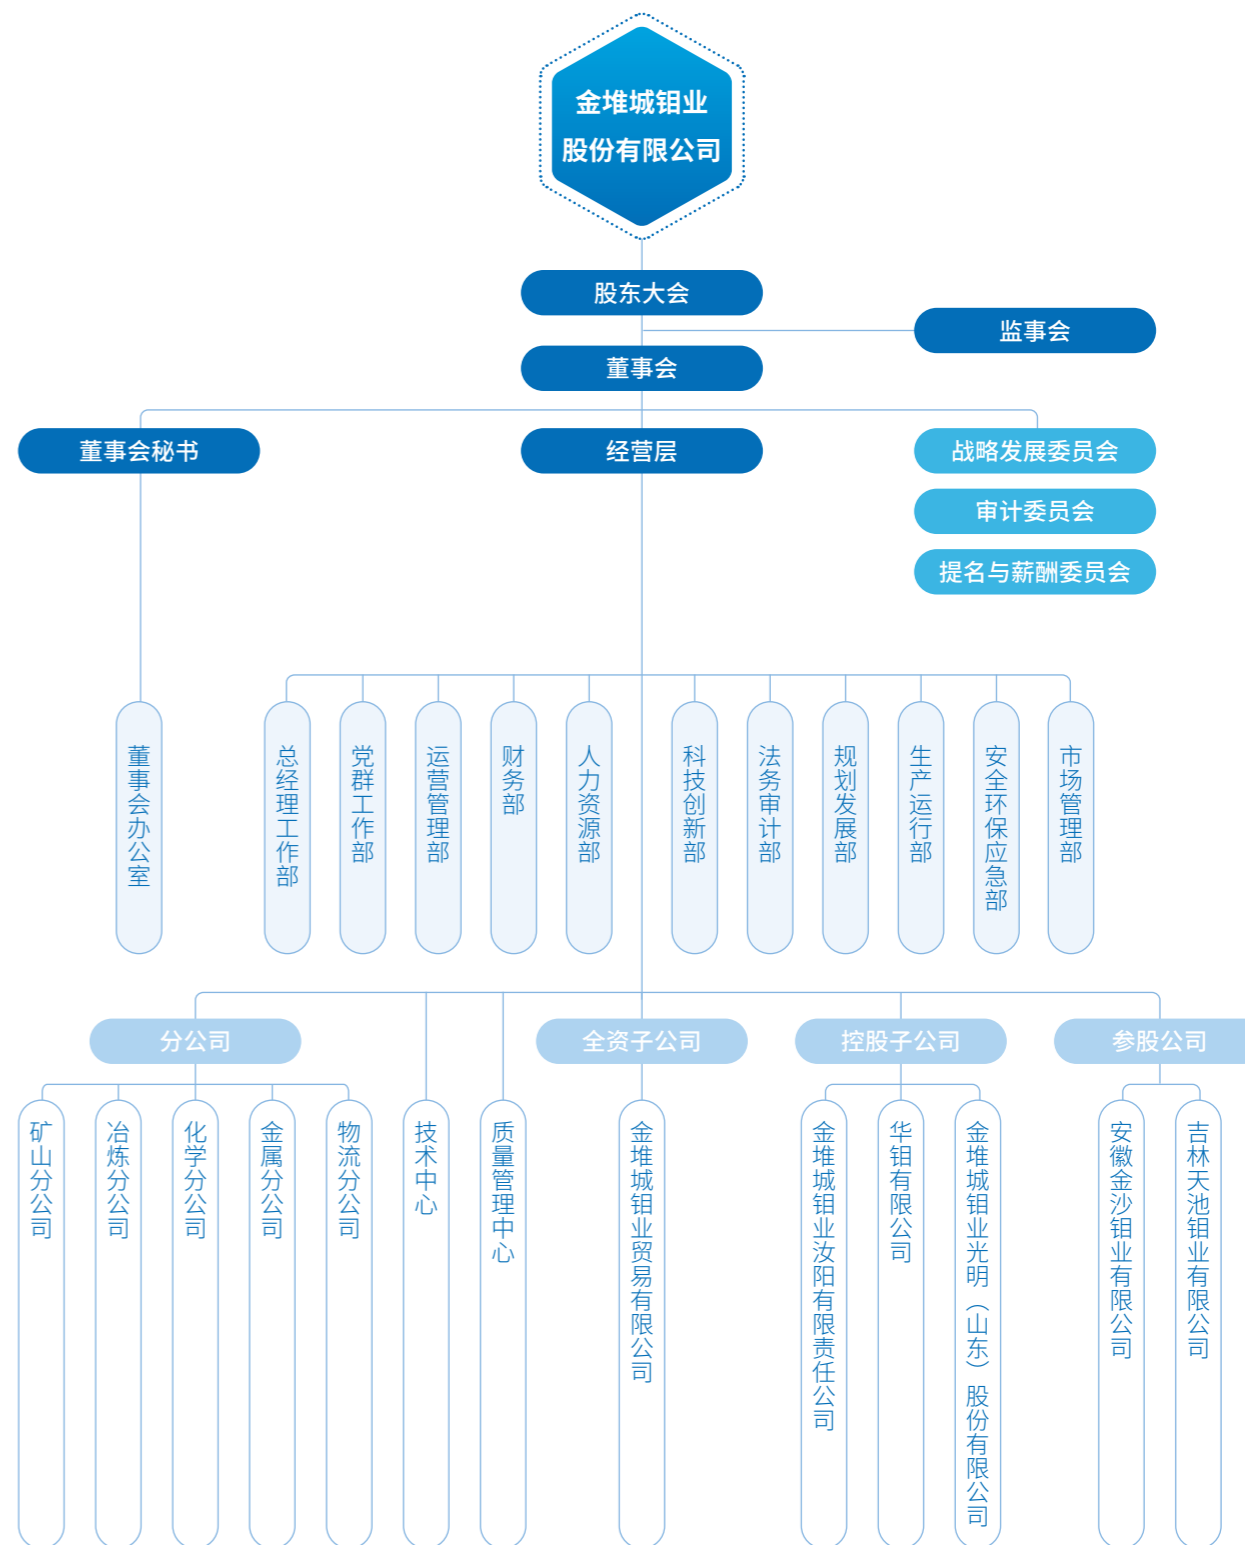 金堆城钼业
股份有限公司
股东大会
监事会
董事会
董事会秘书
经营层
战略发展委员会
审计委员会
提名与薪酬委员会
董事会办公室
总经理工作部
党群工作部
运营管理部
财务部
人力资源部
科技创新部
法务审计部
规划发展部
生产运行部
安全环保应急部
市场管理部
分公司
全资子公司
控股子公司
参股公司
矿山分公司
冶炼分公司
化学分公司
金属分公司
物流分公司
技术中心
质量管理中心
金堆城钼业贸易有限公司
金堆城钼业汝阳有限责任公司
华钼有限公司
金堆城钼业光明（山东）股份有限公司
安徽金沙钼业有限公司
吉林天池钼业有限公司